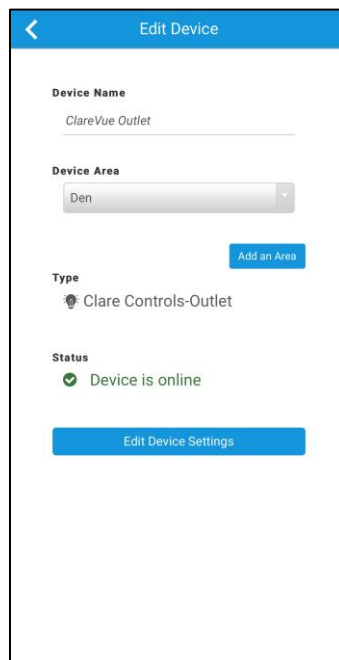 Edit Device
Device Name
ClareVue Outlet
Device Area
Den
Add an Area
Type
Clare Controls-Outlet
Status
Device is online
Edit Device Settings